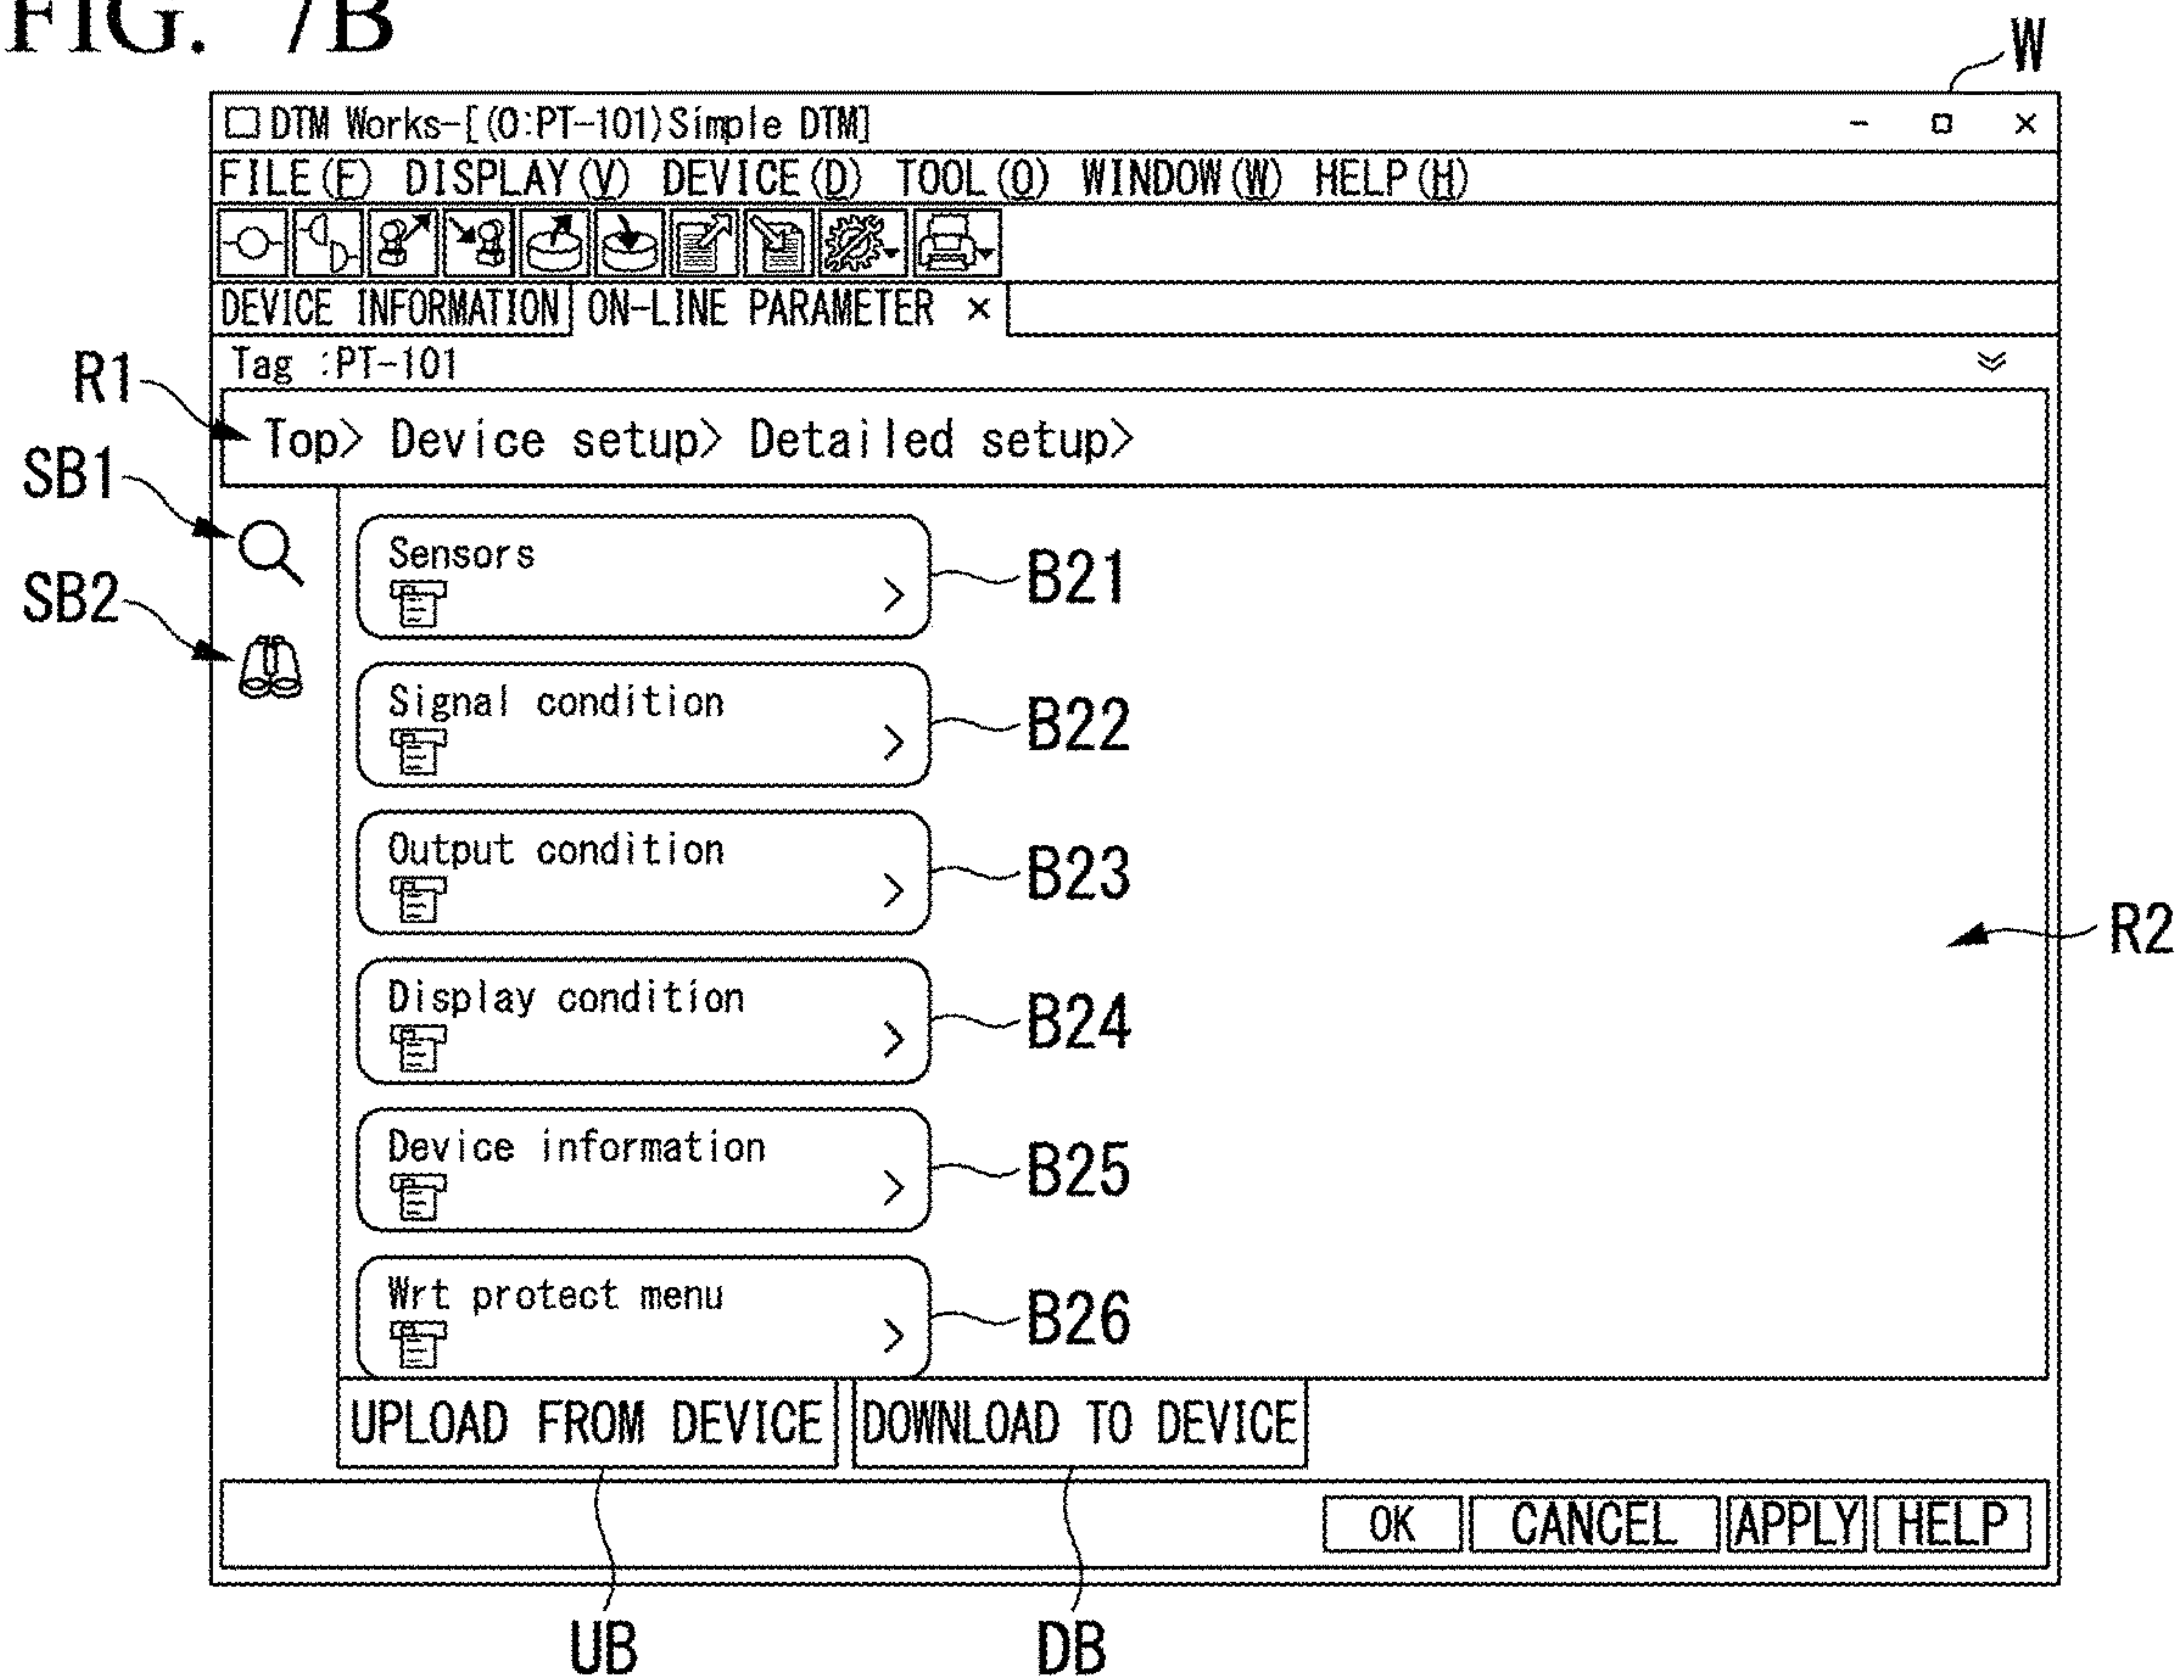 FIG. 7B
W
DTM Works-[(O:PT-101)Simple DTM]
FILE(F) DISPLAY(V) DEVICE(D) TOOL(O) WINDOW(W) HELP(H)
DEVICE INFORMATION ON-LINE PARAMETER ×
Tag :PT-101
R1
Top> Device setup> Detailed setup>
SB1
Sensors
>
B21
SB2
Signal condition
>
B22
Output condition
>
B23
R2
Display condition
>
B24
Device information
>
B25
Wrt protect menu
>
B26
UPLOAD FROM DEVICE DOWNLOAD TO DEVICE
OK CANCEL APPLY HELP
UB DB